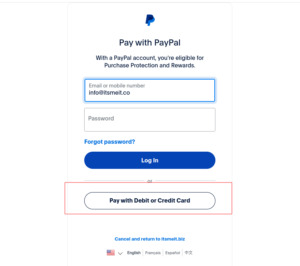 Pay with PayPal
With a PayPal account, you're eligible for
Purchase Protection and Rewards.
Email or mobile number
info@itsmeit.co
Password
Forgot password?
Log In
or
Pay with Debit or Credit Card
Cancel and return to itsmeit.biz
English | Français | Español | 中文